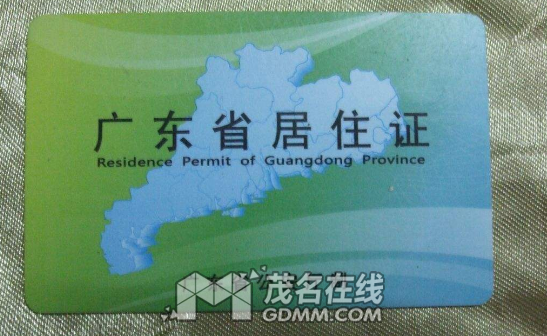 广东省居住证
Residence Permit of Guangdong Province
茂名在线
GDMM.COM